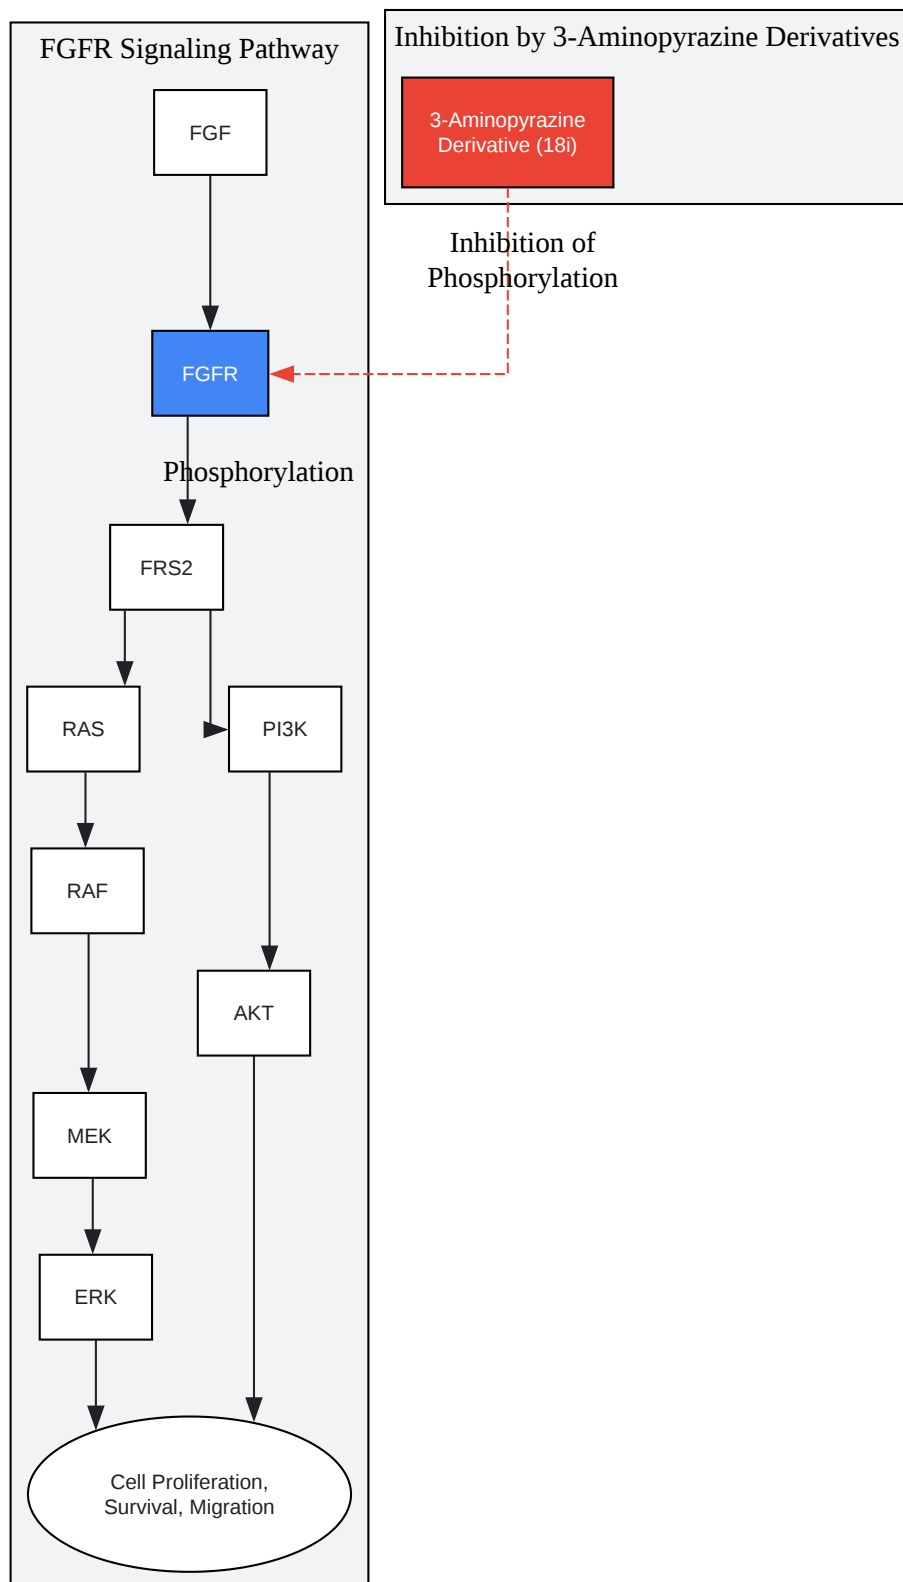 FGFR Signaling Pathway
Inhibition by 3-Aminopyrazine Derivatives
FGF
3-Aminopyrazine
Derivative (18i)
Inhibition of
Phosphorylation
FGFR
Phosphorylation
FRS2
RAS
PI3K
RAF
AKT
MEK
ERK
Cell Proliferation,
Survival, Migration